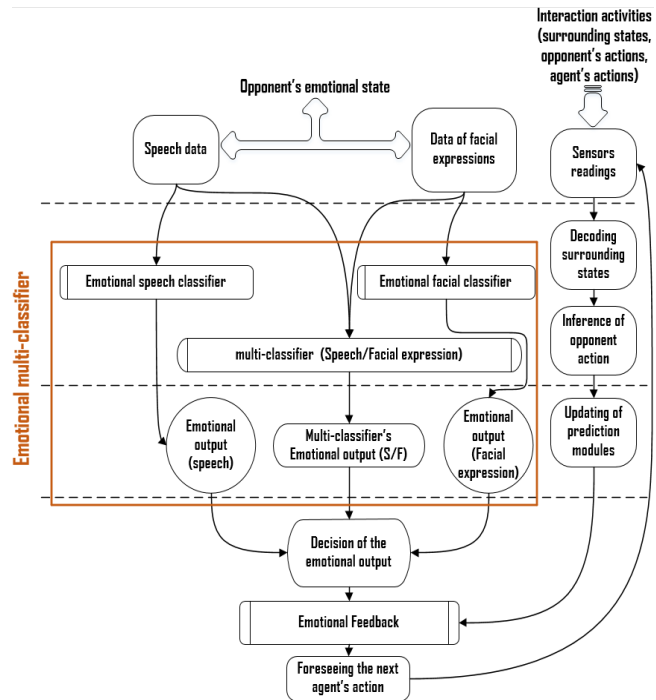 Interaction activities
(surrounding states,
opponent's actions,
agent's actions)
Opponent's emotional state
Speech data
Data of facial
expressions
Sensors
readings
Decoding
surrounding
states
Emotional multi-classifier
Emotional speech classifier
Emotional facial classifier
Inference of
opponent
action
multi-classifier (Speech/Facial expression)
Emotional
output
(speech)
Multi-classifier's
Emotional output (S/F)
Emotional
output
(Facial
expression)
Updating of
prediction
modules
Decision of the
emotional output
Emotional Feedback
Foreseeing the next
agent's action